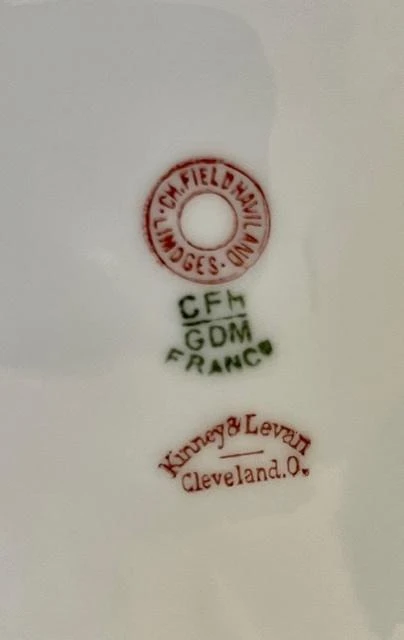 CH. FIELD HAVILAND
· LIMOGES ·
CFH
GDM
FRANCE
Kinney & Levan
Cleveland. O.